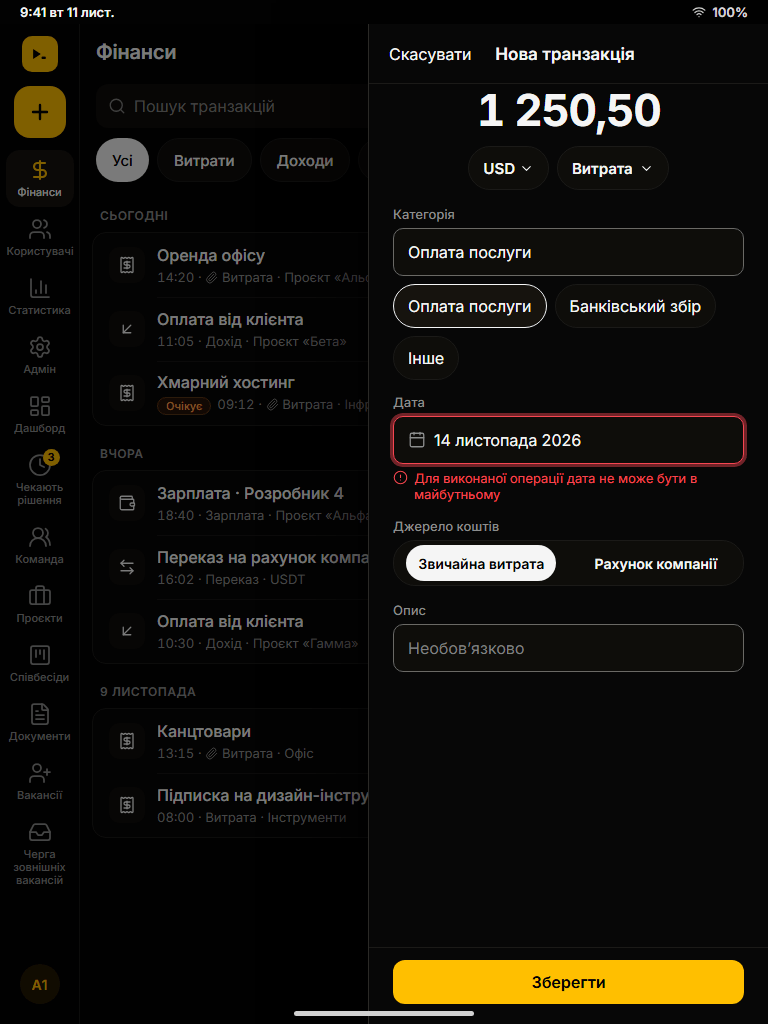 9:41 вт 11 лист.
100%
Фінанси
Користувачі
Статистика
Адмін
Дашборд
3
Чекають
рішення
Команда
Проєкти
Співбесіди
Документи
Вакансії
Черга
зовнішніх
вакансій
A1
Фінанси
Пошук транзакцій
Усі
Витрати
Доходи
СЬОГОДНІ
Оренда офісу
14:20 · Витрата · Проєкт «Аль
Оплата від клієнта
11:05 · Дохід · Проєкт «Бета»
Хмарний хостинг
Очікує 09:12 · Витрата · Інфр
ВЧОРА
Зарплата · Розробник 4
18:40 · Зарплата · Проєкт «Альфа
Переказ на рахунок компа
16:02 · Переказ · USDT
Оплата від клієнта
10:30 · Дохід · Проєкт «Гамма»
9 ЛИСТОПАДА
Канцтовари
13:15 · Витрата · Офіс
Підписка на дизайн-інстру
08:00 · Витрата · Інструменти
Скасувати
Нова транзакція
1 250,50
USD
Витрата
Категорія
Оплата послуги
Оплата послуги
Банківський збір
Інше
Дата
14 листопада 2026
Для виконаної операції дата не може бути в
майбутньому
Джерело коштів
Звичайна витрата
Рахунок компанії
Опис
Необов’язково
Зберегти